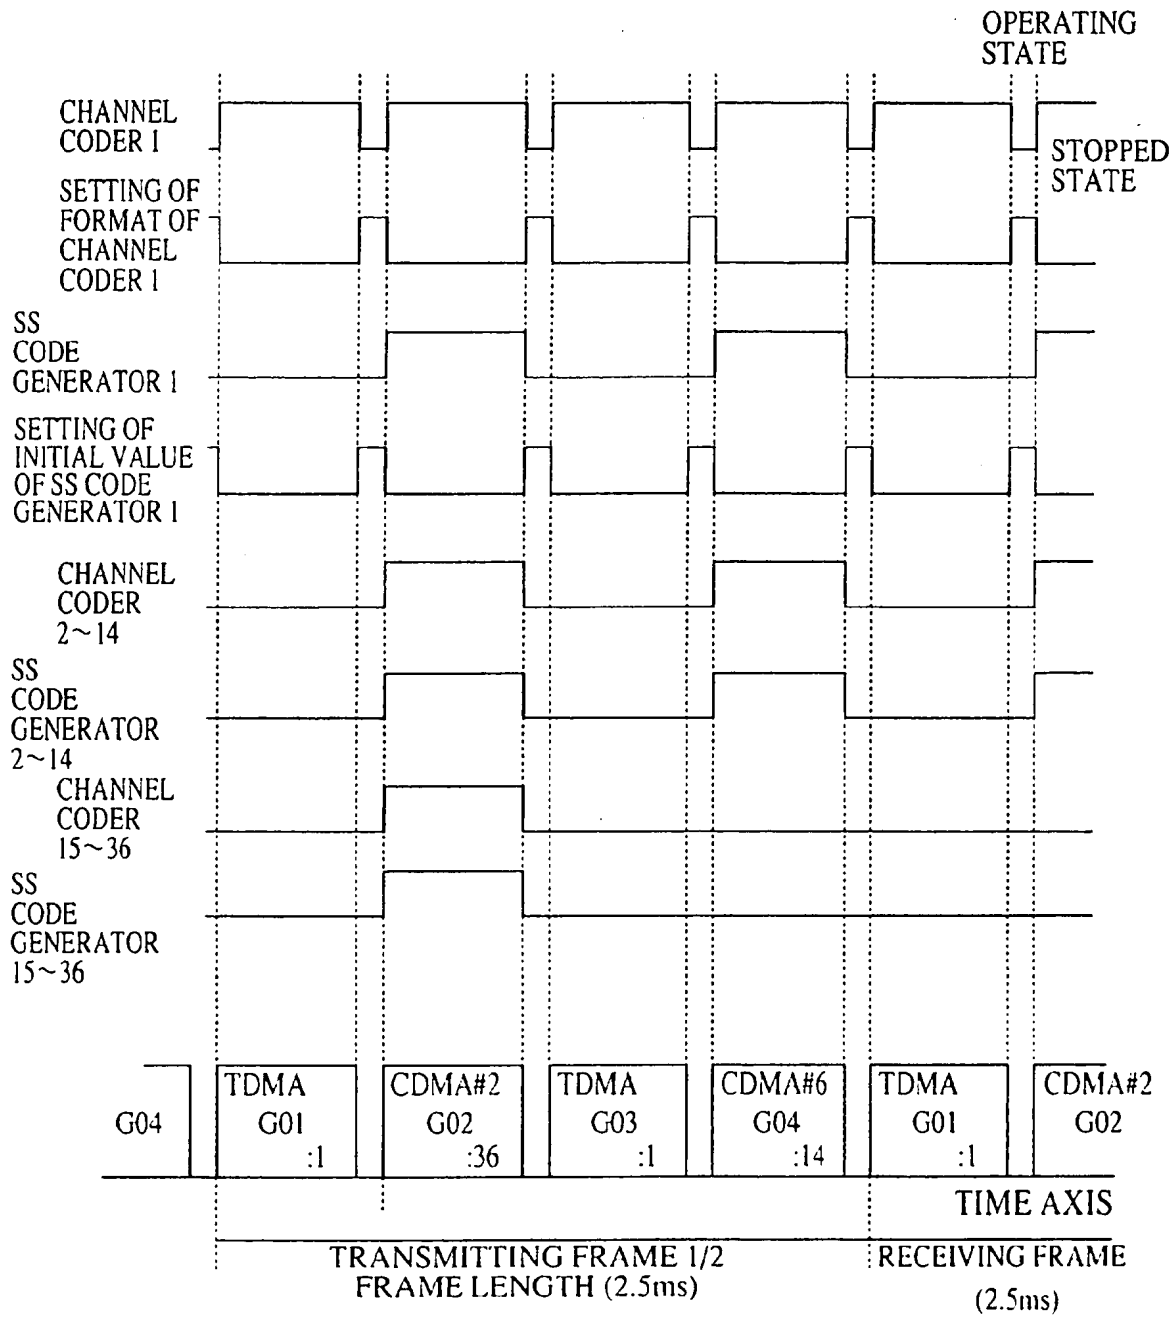 OPERATING
STATE
CHANNEL
CODER 1
STOPPED
STATE
SETTING OF
FORMAT OF
CHANNEL
CODER 1
SS
CODE
GENERATOR 1
SETTING OF
INITIAL VALUE
OF SS CODE
GENERATOR 1
CHANNEL
CODER
2~14
SS
CODE
GENERATOR
2~14
CHANNEL
CODER
15~36
SS
CODE
GENERATOR
15~36
G04
TDMA
G01
:1
CDMA#2
G02
:36
TDMA
G03
:1
CDMA#6
G04
:14
TDMA
G01
:1
CDMA#2
G02
TIME AXIS
TRANSMITTING FRAME 1/2
FRAME LENGTH (2.5ms)
RECEIVING FRAME
(2.5ms)